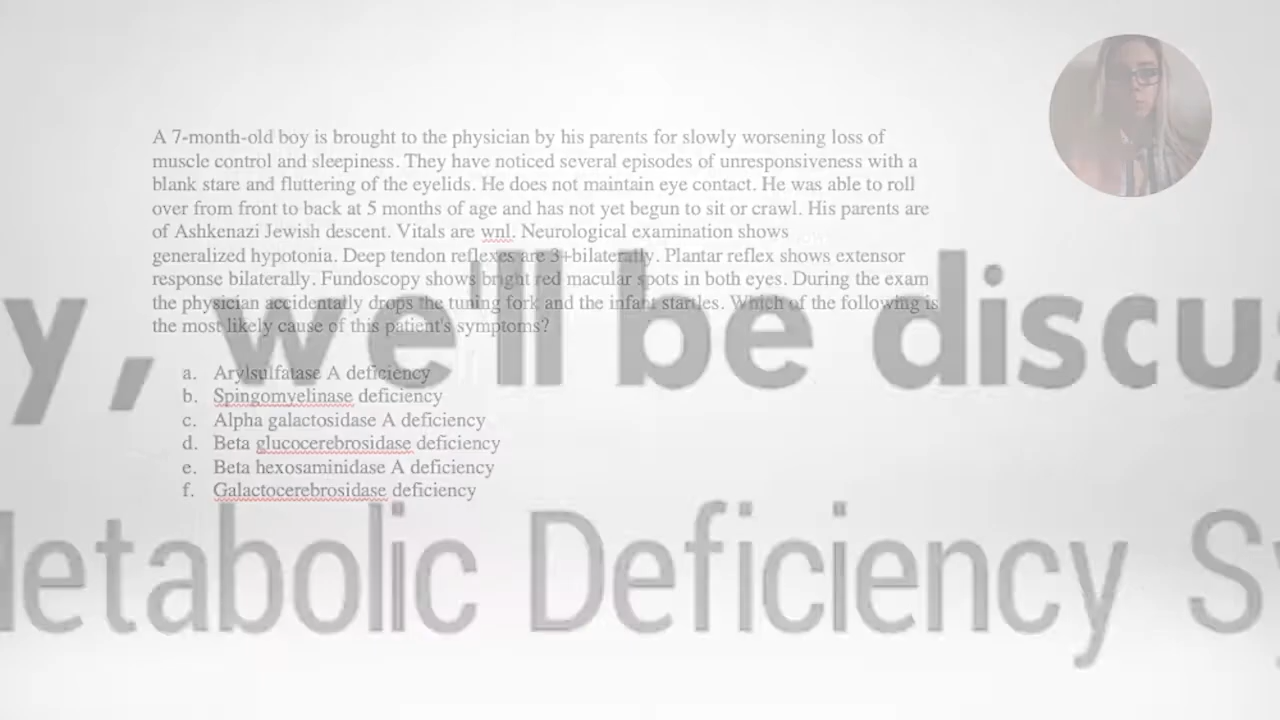 A 7-month-old boy is brought to the physician by his parents for slowly worsening loss of
muscle control and sleepiness. They have noticed several episodes of unresponsiveness with a
blank stare and fluttering of the eyelids. He does not maintain eye contact. He was able to roll
over from front to back at 5 months of age and has not yet begun to sit or crawl. His parents are
of Ashkenazi Jewish descent. Vitals are wnl. Neurological examination shows
generalized hypotonia. Deep tendon reflexes are 3+bilaterally. Plantar reflex shows extensor
response bilaterally. Fundoscopy shows bright red macular spots in both eyes. During the exam
the physician accidentally drops the tuning fork and the infant startles. Which of the following is
the most likely cause of this patient's symptoms?
y, we'll be discu
a. Arylsulfatase A deficiency
b. Spingomyelinase deficiency
c. Alpha galactosidase A deficiency
d. Beta glucocerebrosidase deficiency
e. Beta hexosaminidase A deficiency
f. Galactocerebrosidase deficiency
etabolic Deficiency Sy